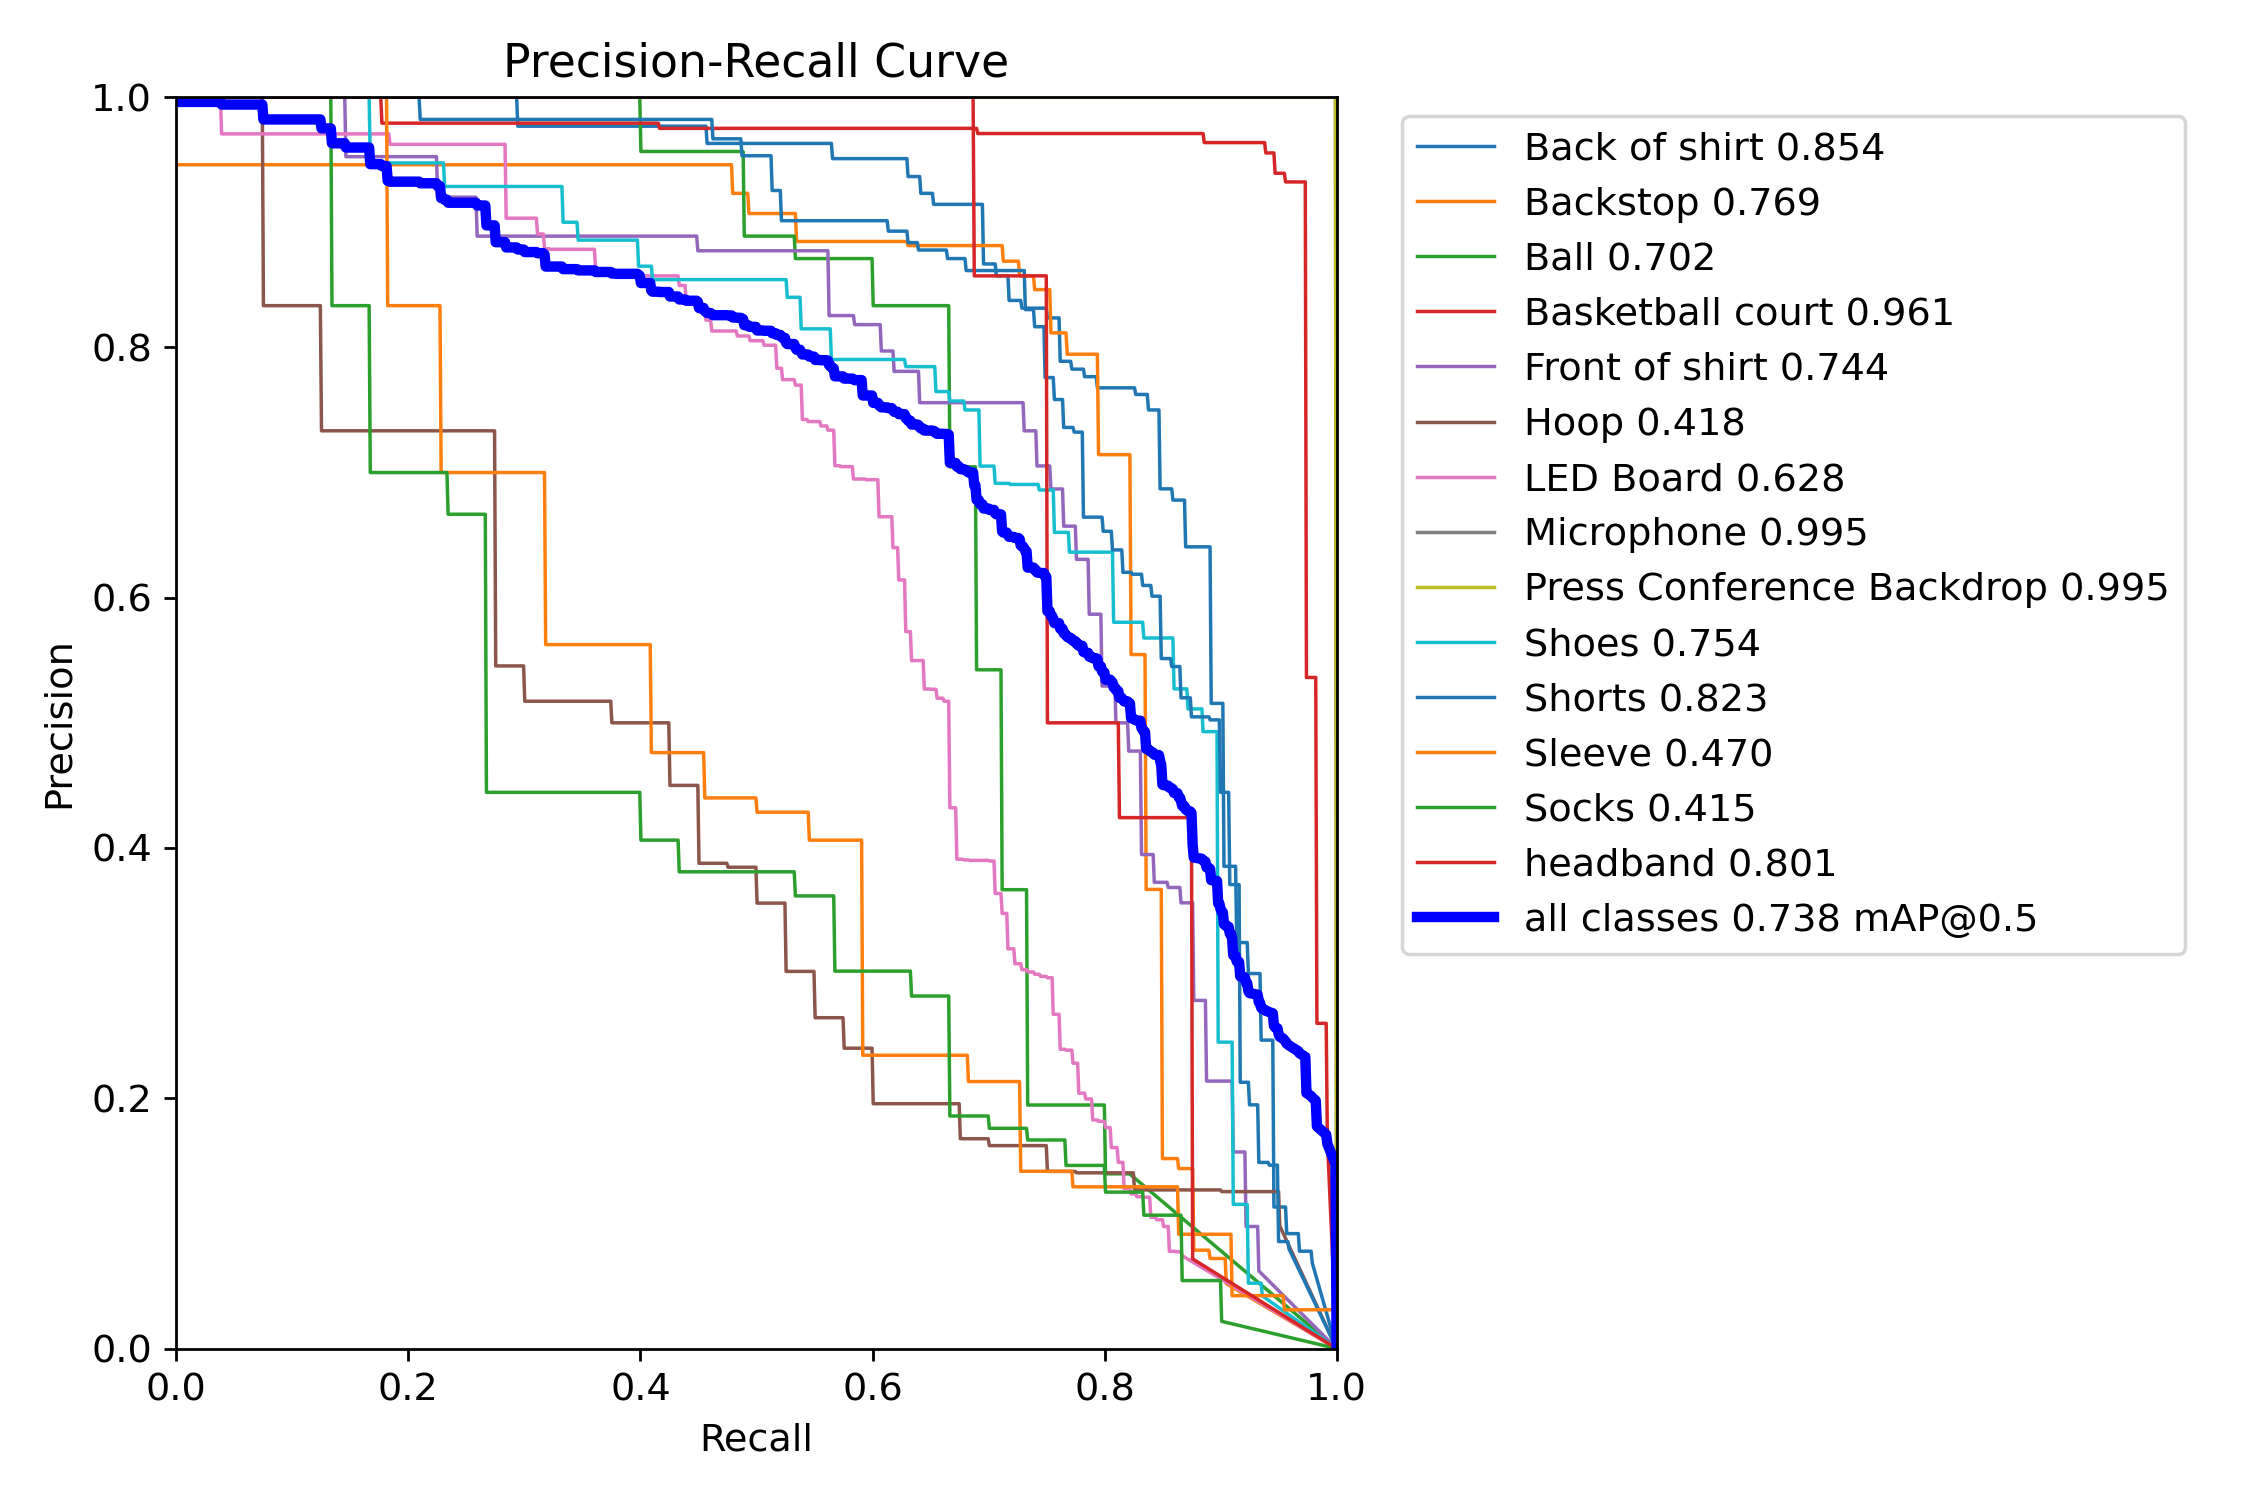 Precision-Recall Curve
1.0
0.8
0.6
0.4
0.2
0.0
Precision
0.0 0.2 0.4 0.6 0.8 1.0
Recall
Back of shirt 0.854
Backstop 0.769
Ball 0.702
Basketball court 0.961
Front of shirt 0.744
Hoop 0.418
LED Board 0.628
Microphone 0.995
Press Conference Backdrop 0.995
Shoes 0.754
Shorts 0.823
Sleeve 0.470
Socks 0.415
headband 0.801
all classes 0.738 mAP@0.5